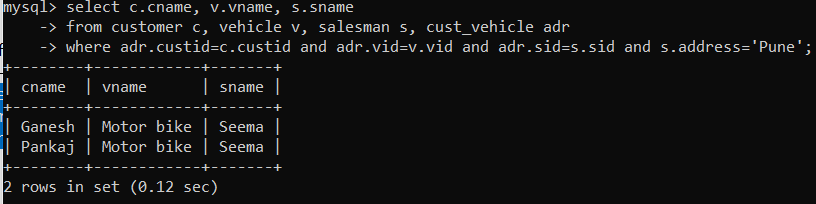 mysql> select c.cname, v.vname, s.sname
    -> from customer c, vehicle v, salesman s, cust_vehicle adr
    -> where adr.custid=c.custid and adr.vid=v.vid and adr.sid=s.sid and s.address='Pune';
+--------+------------+-------+
| cname  | vname      | sname |
+--------+------------+-------+
| Ganesh | Motor bike | Seema |
| Pankaj | Motor bike | Seema |
+--------+------------+-------+
2 rows in set (0.12 sec)